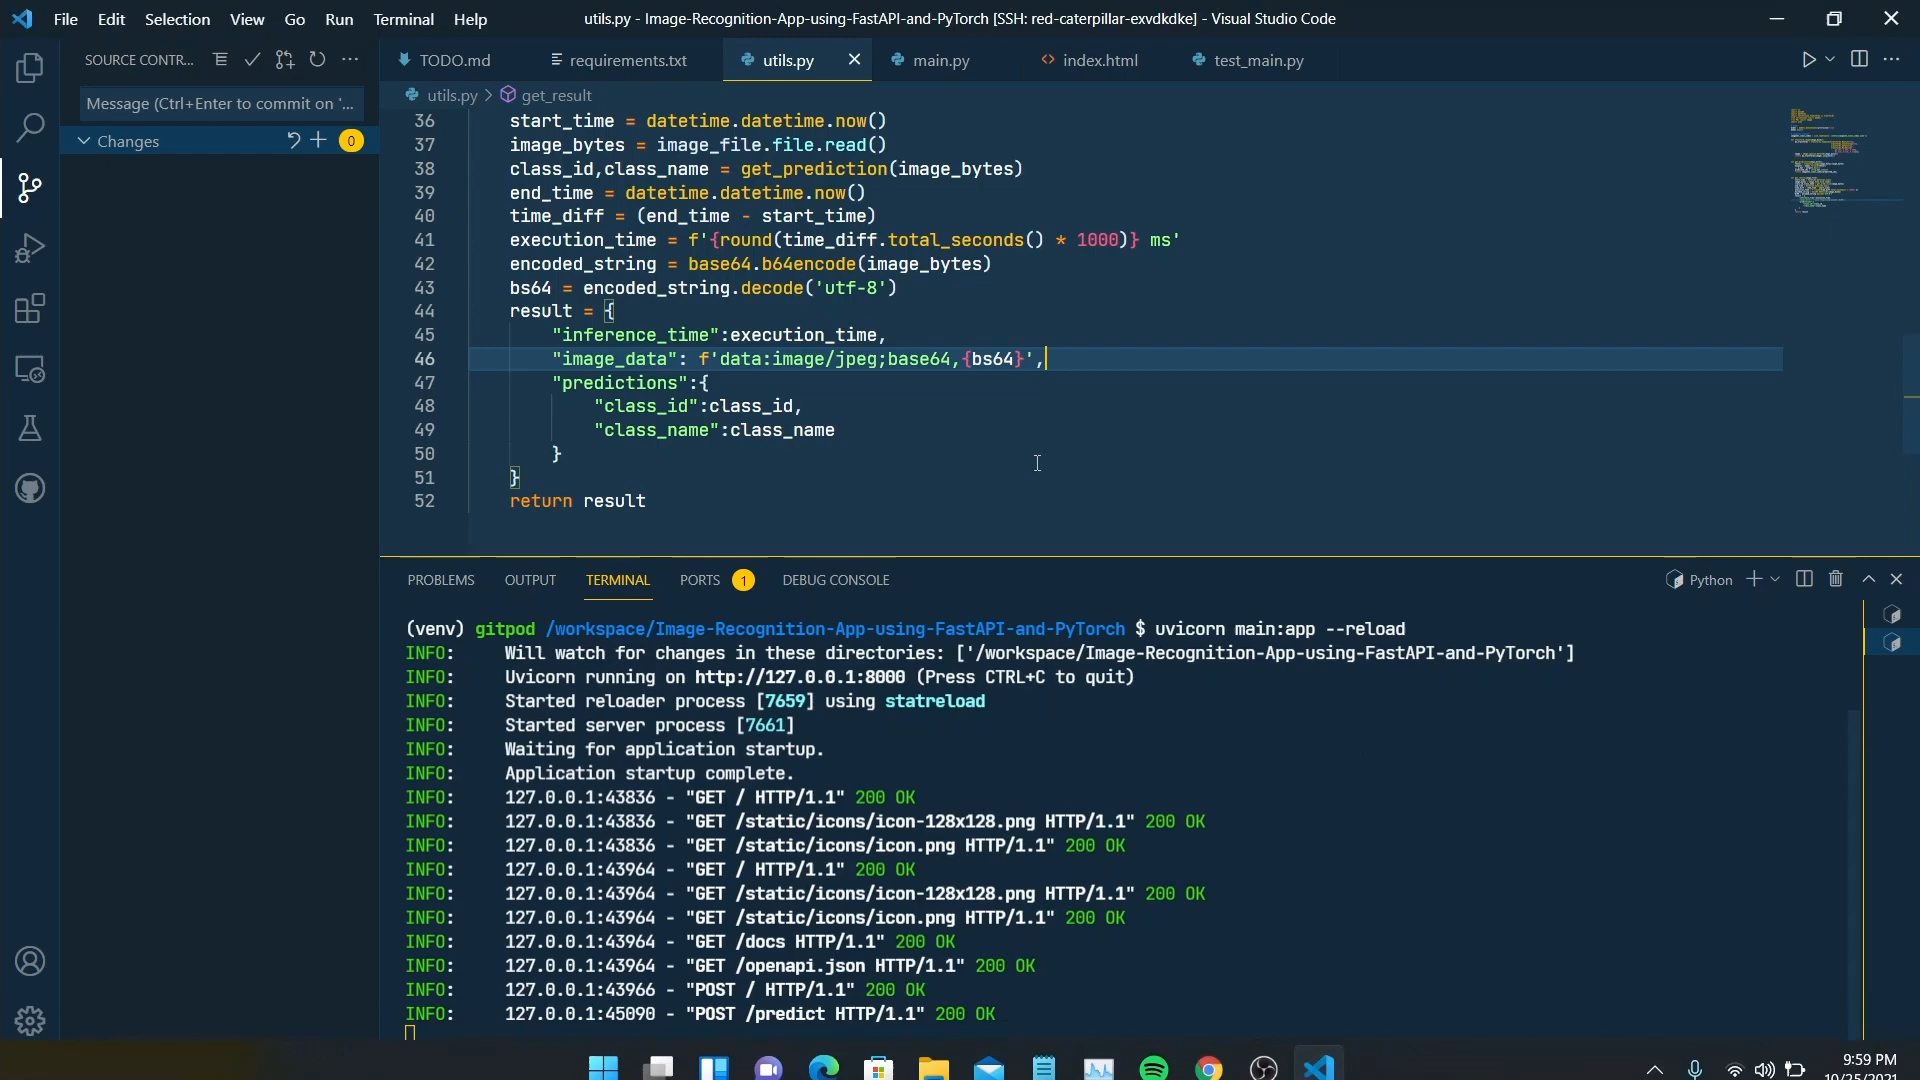 File Edit Selection View Go Run Terminal Help
utils.py - Image-Recognition-App-using-FastAPI-and-PyTorch [SSH: red-caterpillar-exvdkdke] - Visual Studio Code
SOURCE CONTR...
TODO.md requirements.txt utils.py main.py index.html test_main.py
Message (Ctrl+Enter to commit on '...
Changes 0
utils.py > get_result
36 start_time = datetime.datetime.now()
37 image_bytes = image_file.file.read()
38 class_id,class_name = get_prediction(image_bytes)
39 end_time = datetime.datetime.now()
40 time_diff = (end_time - start_time)
41 execution_time = f'{round(time_diff.total_seconds() * 1000)} ms'
42 encoded_string = base64.b64encode(image_bytes)
43 bs64 = encoded_string.decode('utf-8')
44 result = {
45 "inference_time":execution_time,
46 "image_data": f'data:image/jpeg;base64,{bs64}',
47 "predictions":{
48 "class_id":class_id,
49 "class_name":class_name
50 }
51 }
52 return result
PROBLEMS OUTPUT TERMINAL PORTS 1 DEBUG CONSOLE
Python
(venv) gitpod /workspace/Image-Recognition-App-using-FastAPI-and-PyTorch $ uvicorn main:app --reload
INFO: Will watch for changes in these directories: ['/workspace/Image-Recognition-App-using-FastAPI-and-PyTorch']
INFO: Uvicorn running on http://127.0.0.1:8000 (Press CTRL+C to quit)
INFO: Started reloader process [7659] using statreload
INFO: Started server process [7661]
INFO: Waiting for application startup.
INFO: Application startup complete.
INFO: 127.0.0.1:43836 - "GET / HTTP/1.1" 200 OK
INFO: 127.0.0.1:43836 - "GET /static/icons/icon-128x128.png HTTP/1.1" 200 OK
INFO: 127.0.0.1:43836 - "GET /static/icons/icon.png HTTP/1.1" 200 OK
INFO: 127.0.0.1:43964 - "GET / HTTP/1.1" 200 OK
INFO: 127.0.0.1:43964 - "GET /static/icons/icon-128x128.png HTTP/1.1" 200 OK
INFO: 127.0.0.1:43964 - "GET /static/icons/icon.png HTTP/1.1" 200 OK
INFO: 127.0.0.1:43964 - "GET /docs HTTP/1.1" 200 OK
INFO: 127.0.0.1:43964 - "GET /openapi.json HTTP/1.1" 200 OK
INFO: 127.0.0.1:43966 - "POST / HTTP/1.1" 200 OK
INFO: 127.0.0.1:45090 - "POST /predict HTTP/1.1" 200 OK
9:59 PM
10/25/2021